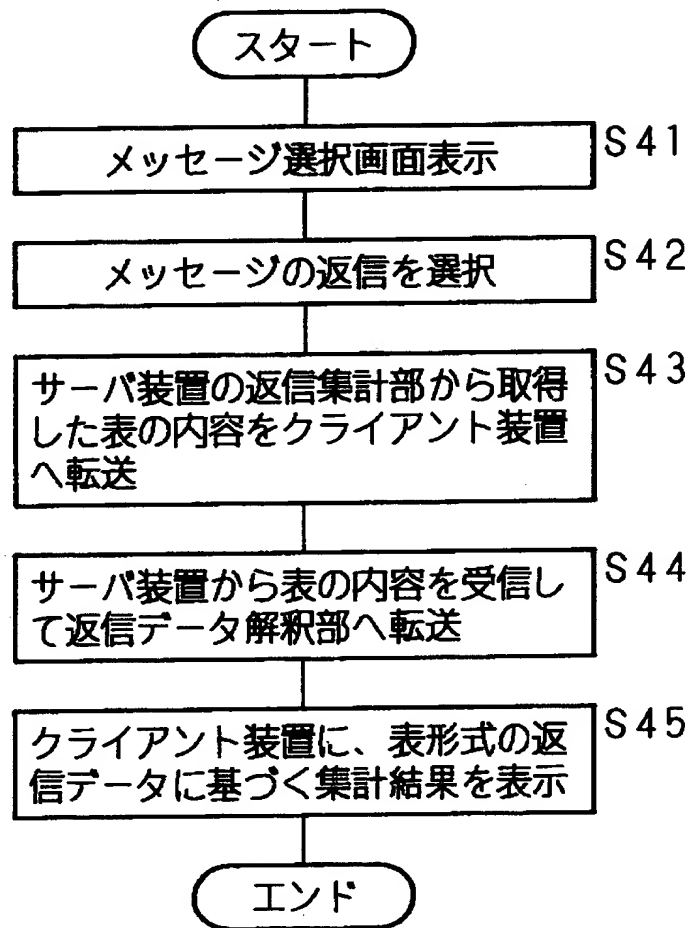 スタート
メッセージ選択画面表示
S41
メッセージの返信を選択
S42
サーバ装置の返信集計部から取得
した表の内容をクライアント装置
へ転送
S43
サーバ装置から表の内容を受信し
て返信データ解釈部へ転送
S44
クライアント装置に、表形式の返
信データに基づく集計結果を表示
S45
エンド